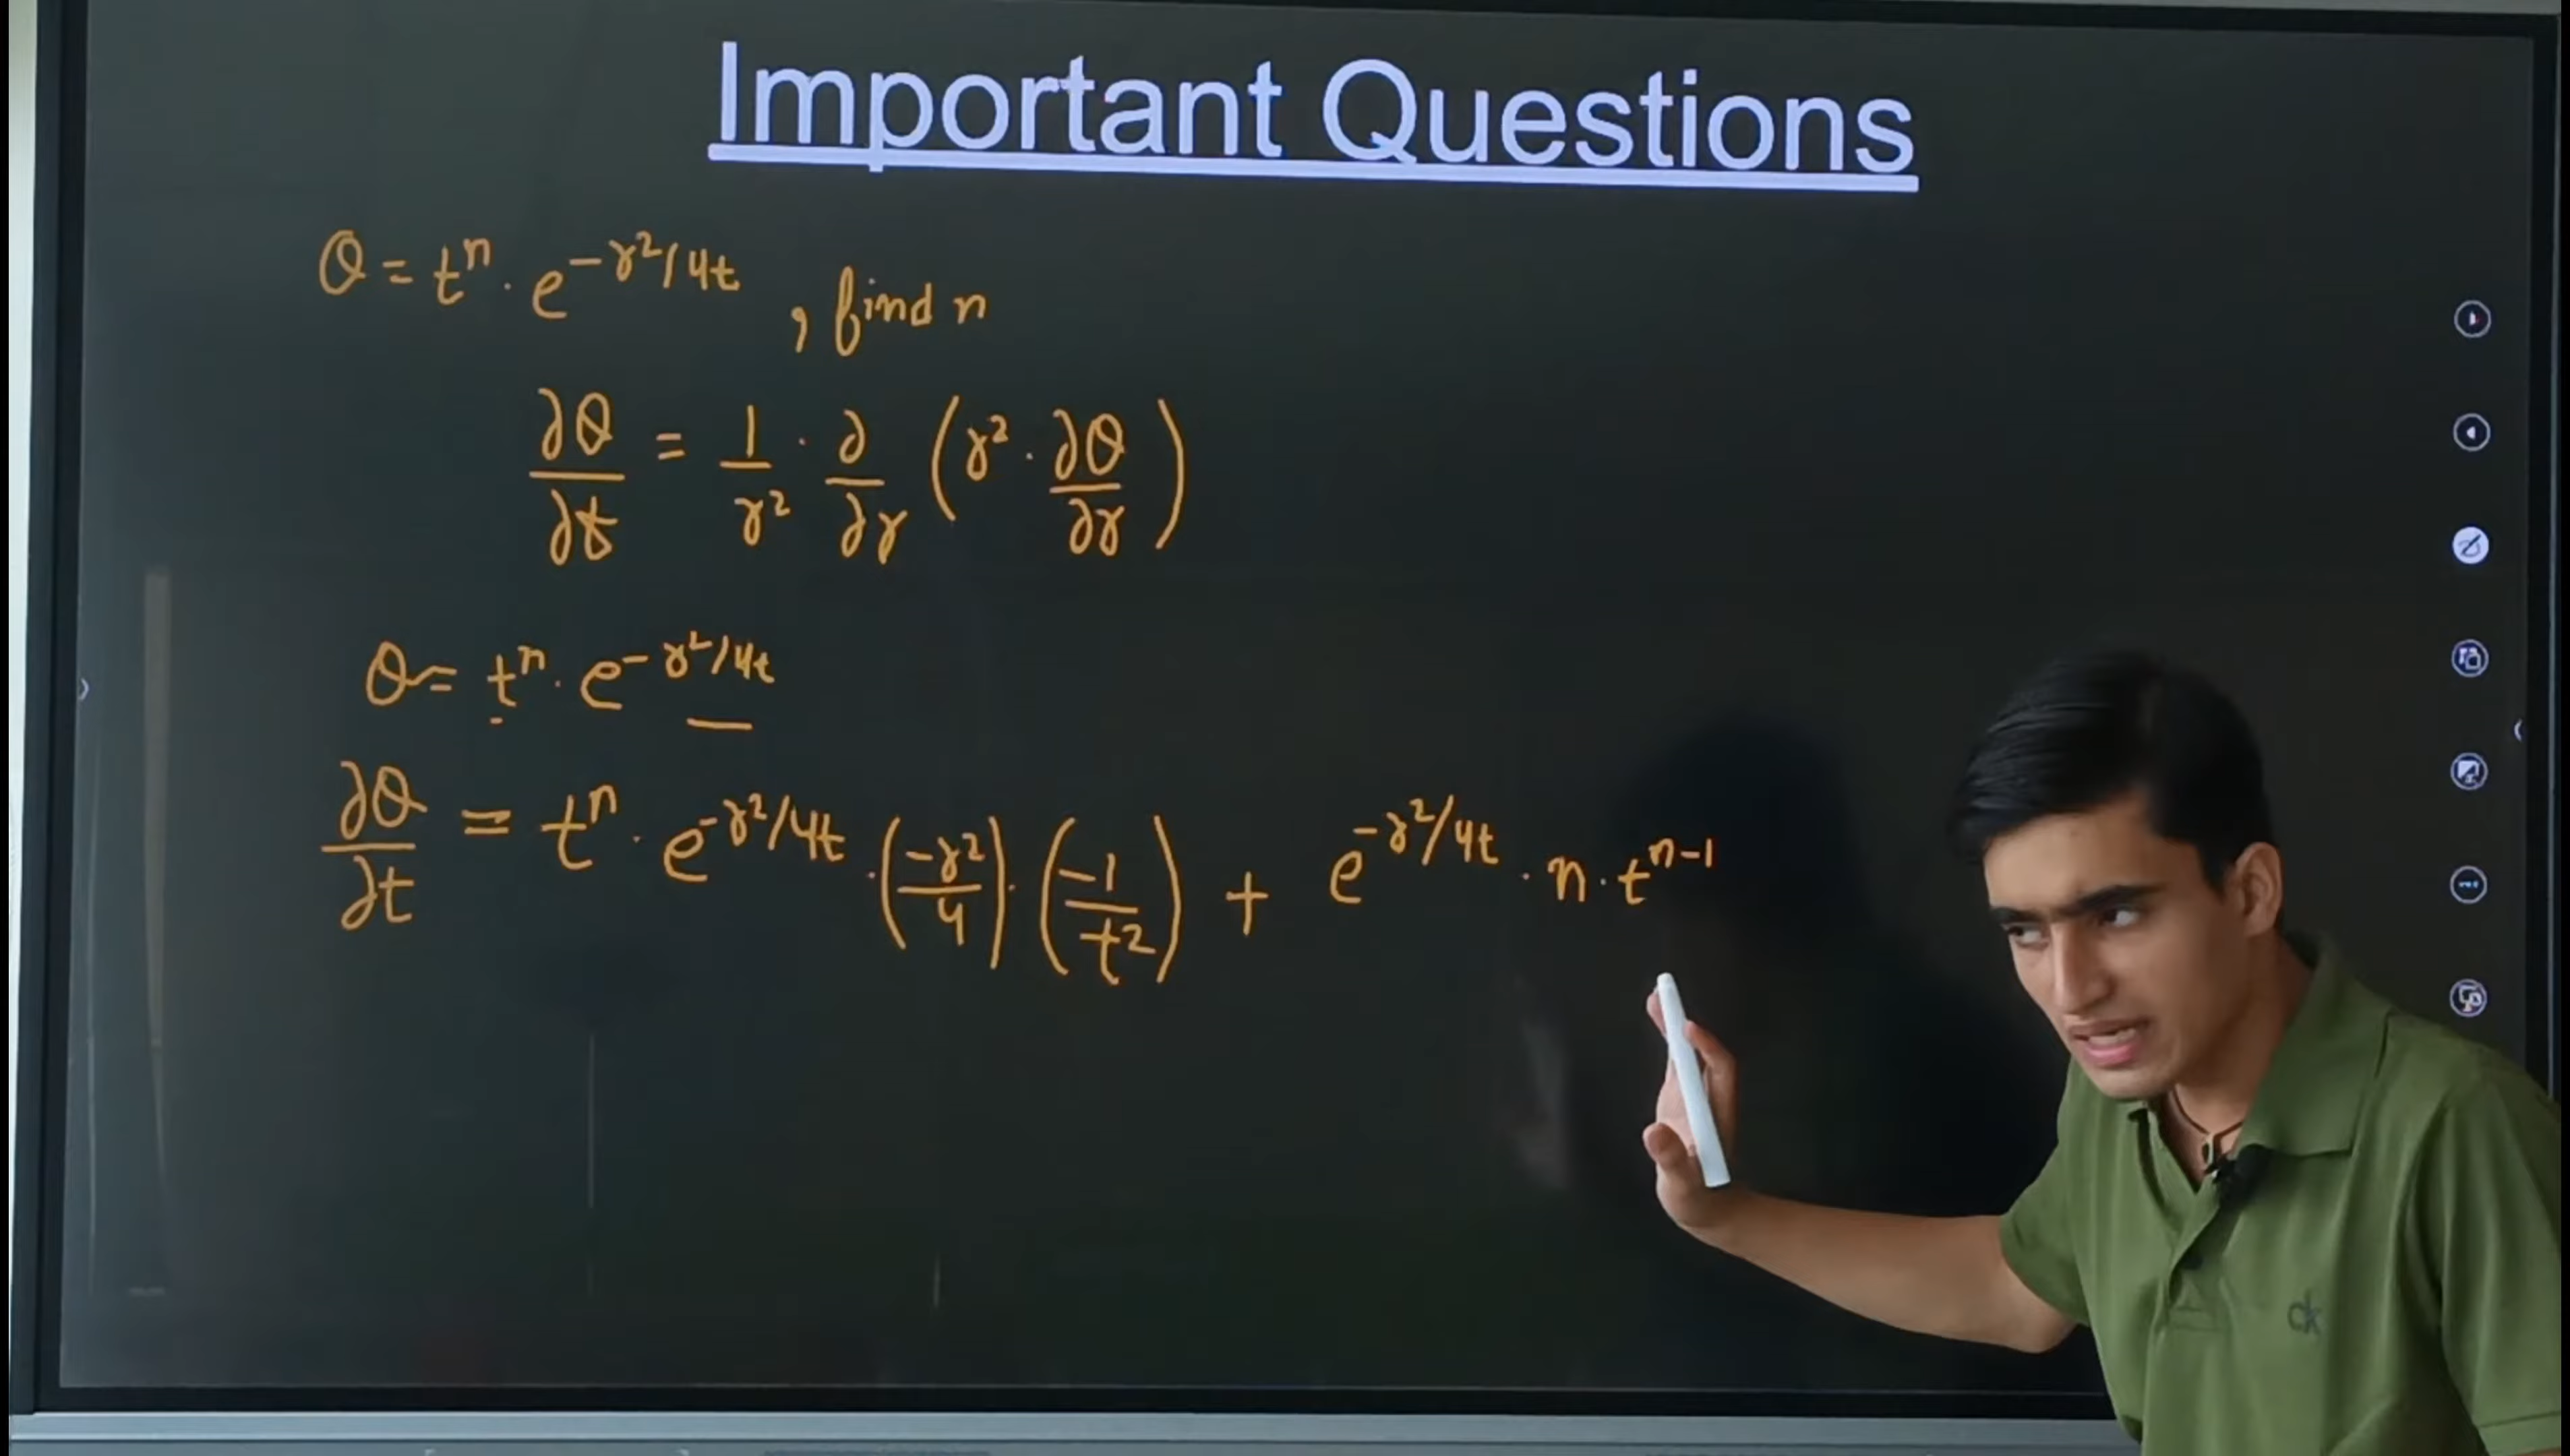 Important Questions
θ = tⁿ · e^(-r²/4t) , find n
∂θ/∂t = 1/r² · ∂/∂r (r² · ∂θ/∂r)
θ = tⁿ · e^(-r²/4t)
∂θ/∂t = tⁿ · e^(-r²/4t) · (-r²/4) · (-1/t²) + e^(-r²/4t) · n · t^(n-1)
ck